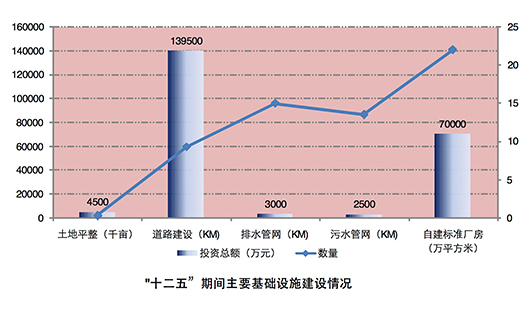 160000
140000
120000
100000
80000
60000
40000
20000
0
25
20
15
10
5
0
4500
139500
3000
2500
70000
土地平整（千亩）
道路建设（KM）
排水管网（KM）
污水管网（KM）
自建标准厂房
（万平方米）
投资总额（万元）
数量
"十二五”期间主要基础设施建设情况